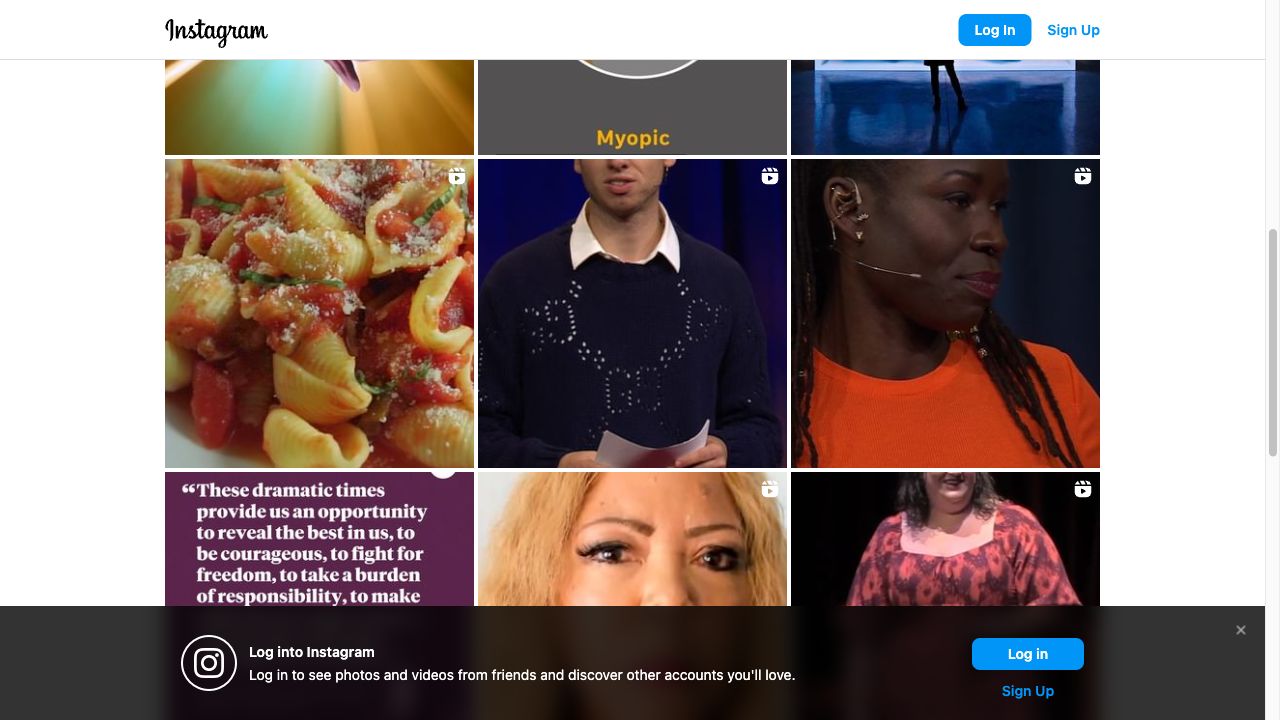 Instagram
Log In
Sign Up
Myopic
“These dramatic times
provide us an opportunity
to reveal the best in us, to
be courageous, to fight for
freedom, to take a burden
of responsibility, to make
Log into Instagram
Log in to see photos and videos from friends and discover other accounts you'll love.
Log in
Sign Up